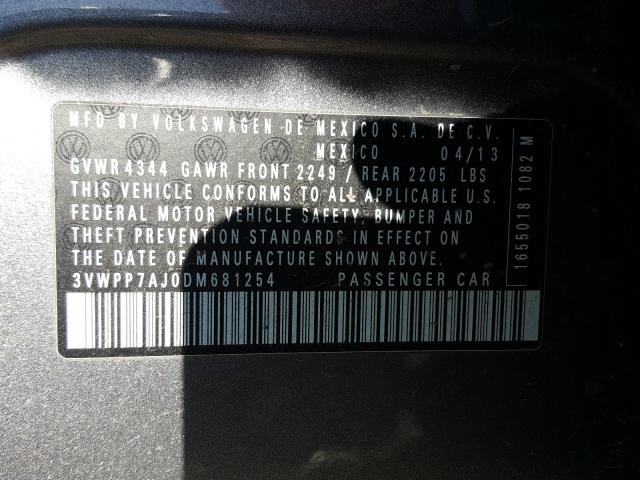 MFD BY VOLKSWAGEN DE MEXICO S.A. DE C.V.
MEXICO 04/13
GVWR 4344 GAWR FRONT 2249 / REAR 2205 LBS
THIS VEHICLE CONFORMS TO ALL APPLICABLE U.S.
FEDERAL MOTOR VEHICLE SAFETY, BUMPER AND
THEFT PREVENTION STANDARDS IN EFFECT ON
THE DATE OF MANUFACTURE SHOWN ABOVE.
3VWPP7AJ0DM681254 PASSENGER CAR
1655018 1082 M